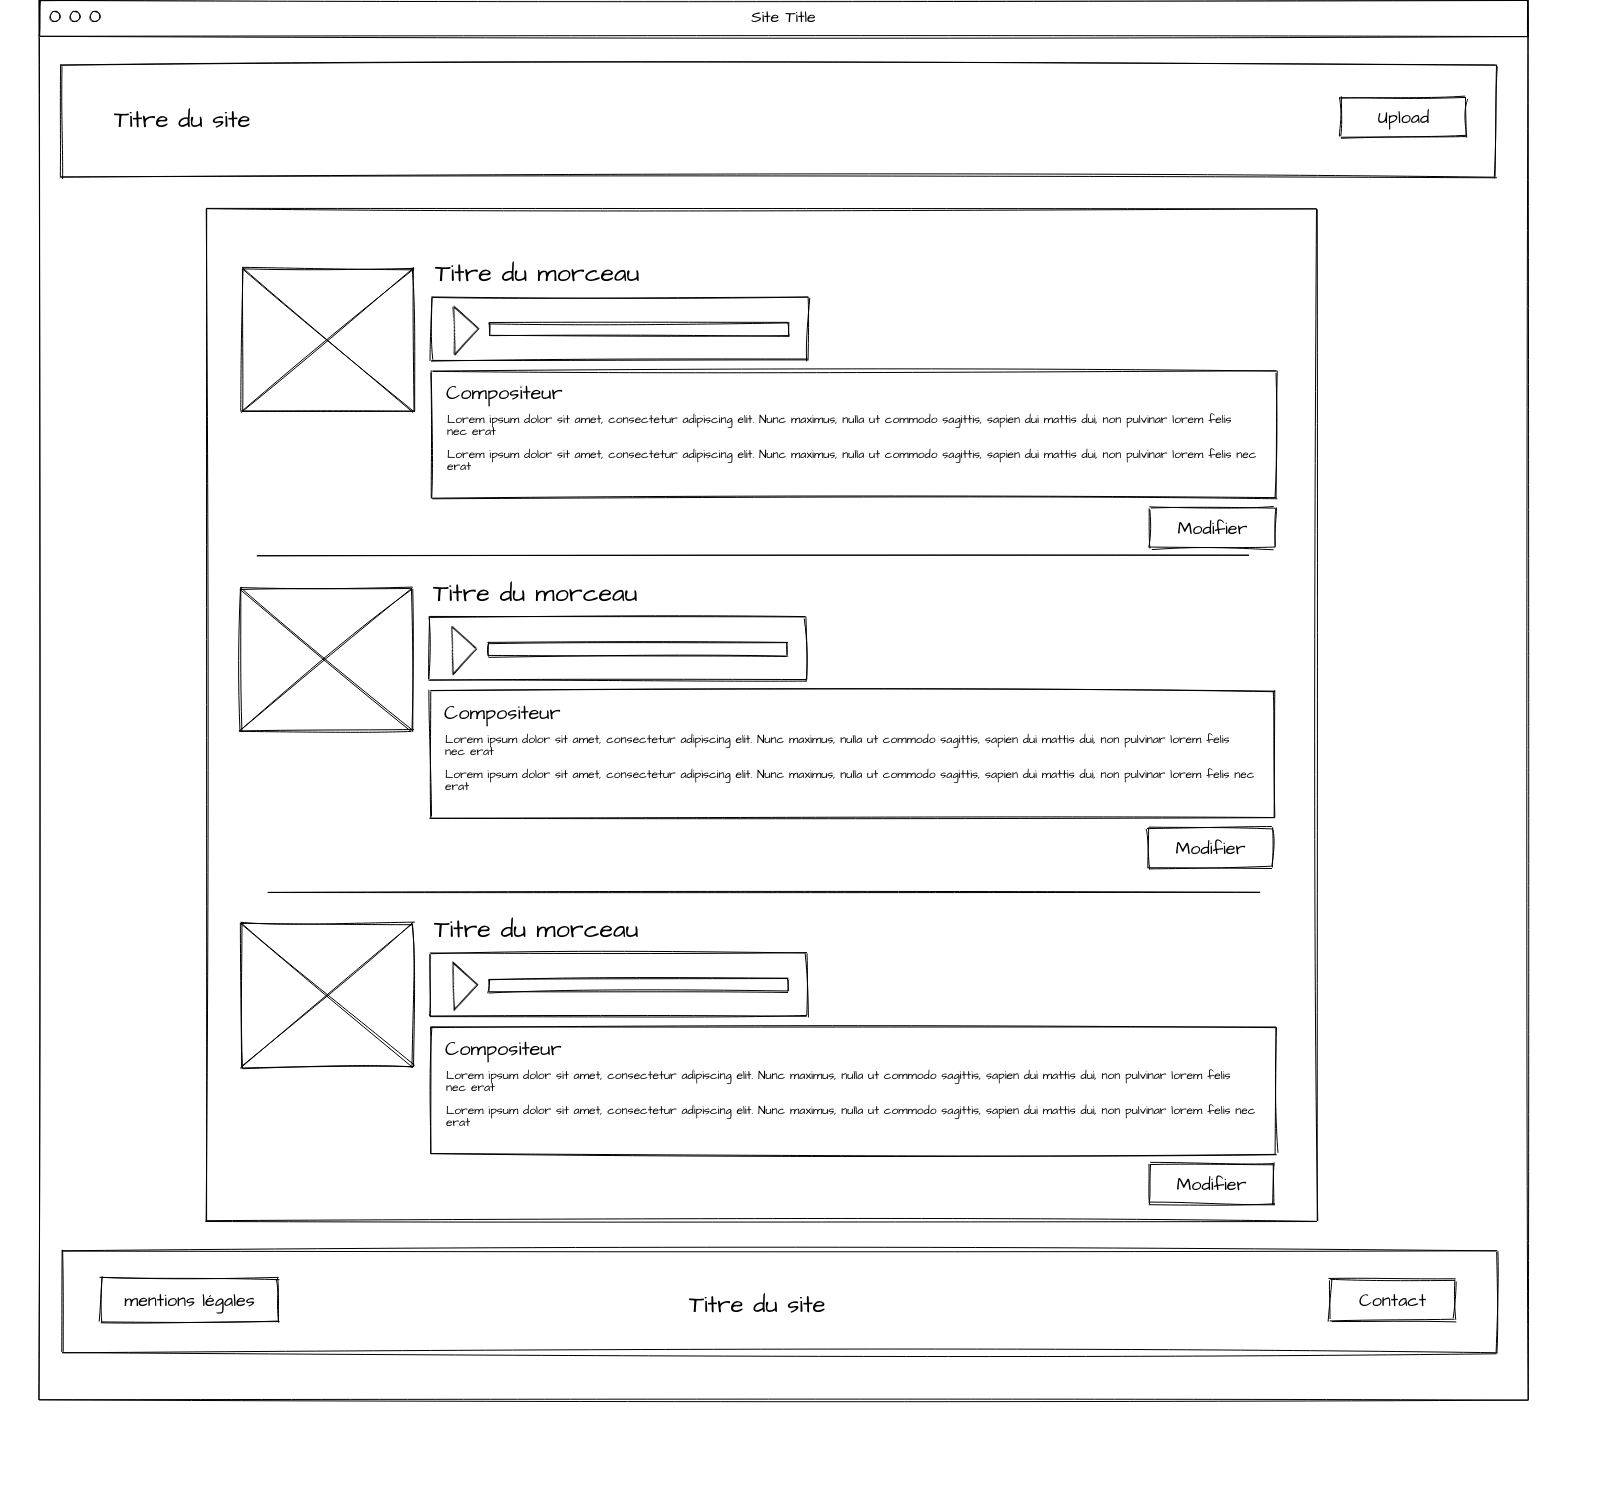 Site Title
Titre du site
Upload
Titre du morceau
Compositeur
Lorem ipsum dolor sit amet, consectetur adipiscing elit. Nunc maximus, nulla ut commodo sagittis, sapien dui mattis dui, non pulvinar lorem felis
nec erat
Lorem ipsum dolor sit amet, consectetur adipiscing elit. Nunc maximus, nulla ut commodo sagittis, sapien dui mattis dui, non pulvinar lorem felis nec
erat
Modifier
Titre du morceau
Compositeur
Lorem ipsum dolor sit amet, consectetur adipiscing elit. Nunc maximus, nulla ut commodo sagittis, sapien dui mattis dui, non pulvinar lorem felis
nec erat
Lorem ipsum dolor sit amet, consectetur adipiscing elit. Nunc maximus, nulla ut commodo sagittis, sapien dui mattis dui, non pulvinar lorem felis nec
erat
Modifier
Titre du morceau
Compositeur
Lorem ipsum dolor sit amet, consectetur adipiscing elit. Nunc maximus, nulla ut commodo sagittis, sapien dui mattis dui, non pulvinar lorem felis
nec erat
Lorem ipsum dolor sit amet, consectetur adipiscing elit. Nunc maximus, nulla ut commodo sagittis, sapien dui mattis dui, non pulvinar lorem felis nec
erat
Modifier
mentions légales
Titre du site
Contact